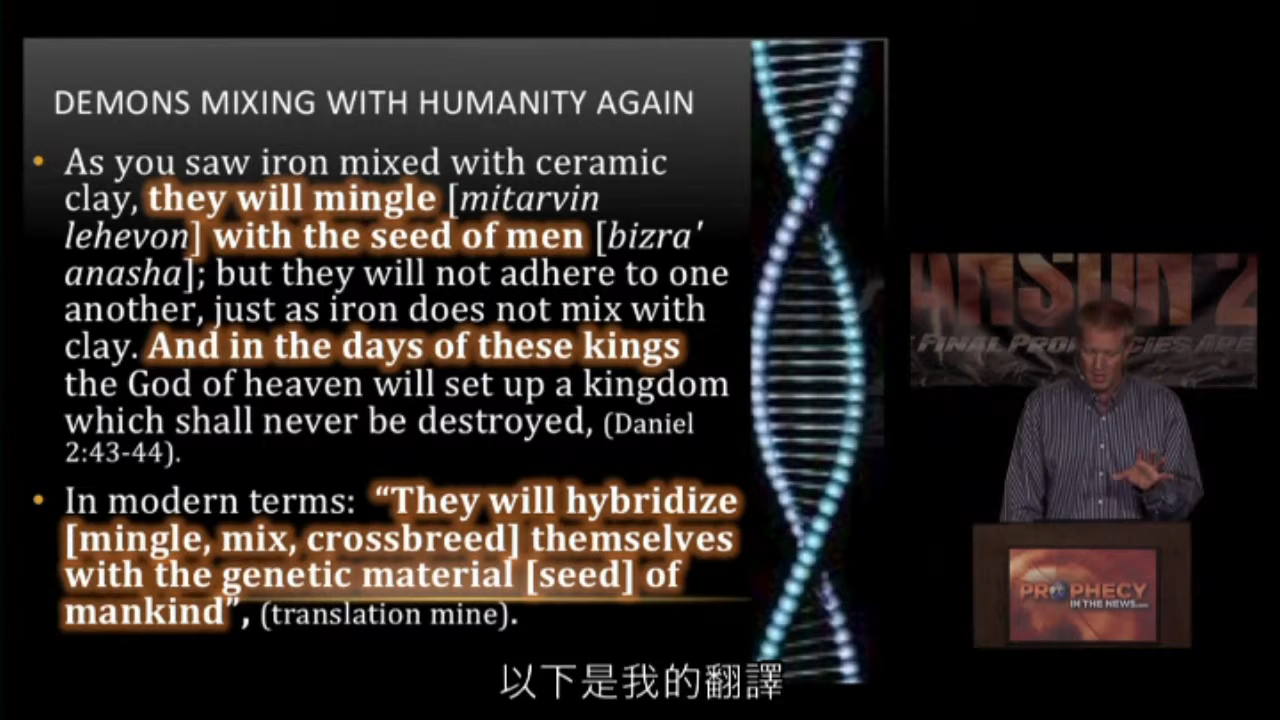 DEMONS MIXING WITH HUMANITY AGAIN
• As you saw iron mixed with ceramic
clay, they will mingle [mitarvin
lehevon] with the seed of men [bizra'
anasha]; but they will not adhere to one
another, just as iron does not mix with
clay. And in the days of these kings
the God of heaven will set up a kingdom
which shall never be destroyed, (Daniel
2:43-44).
• In modern terms: “They will hybridize
[mingle, mix, crossbreed] themselves
with the genetic material [seed] of
mankind”, (translation mine).
FINAL
ARE
PROPHECY
IN THE NEWS.com
以下是我的翻譯